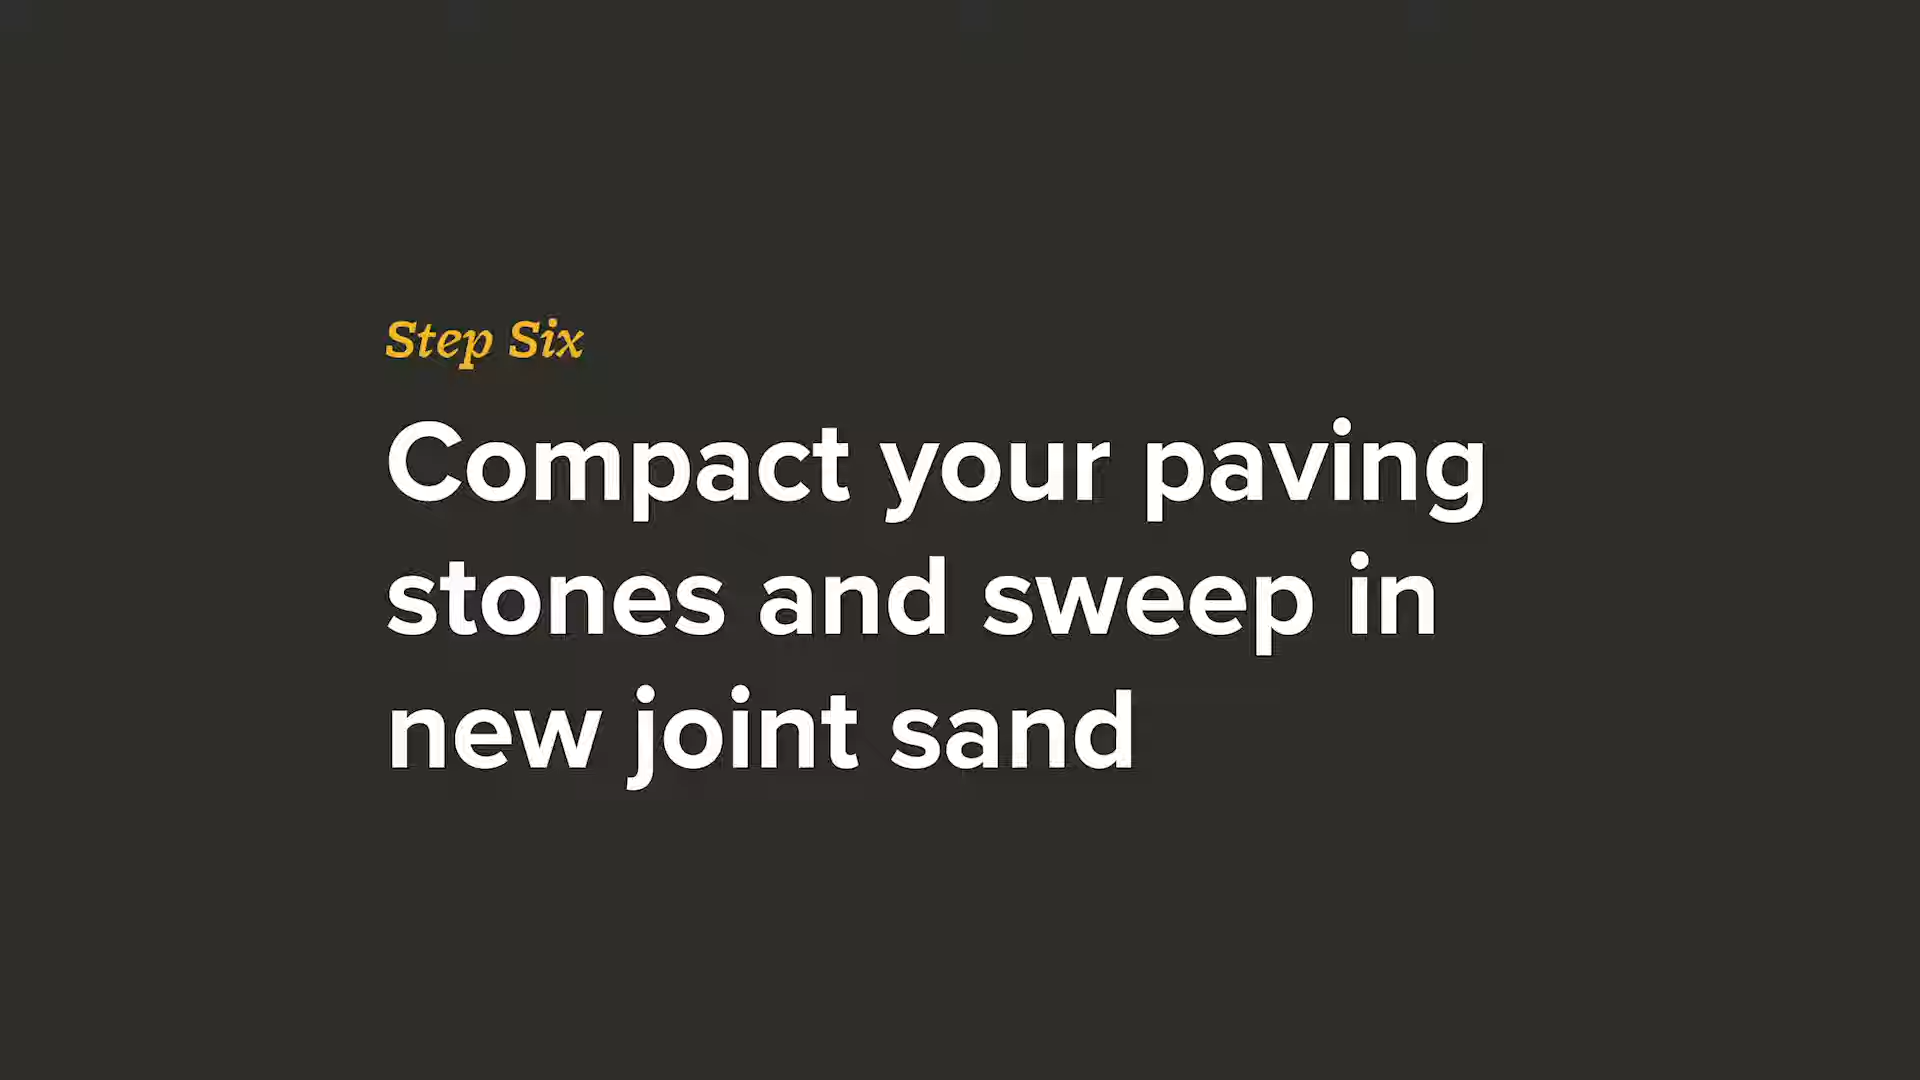 Step Six
Compact your paving
stones and sweep in
new joint sand